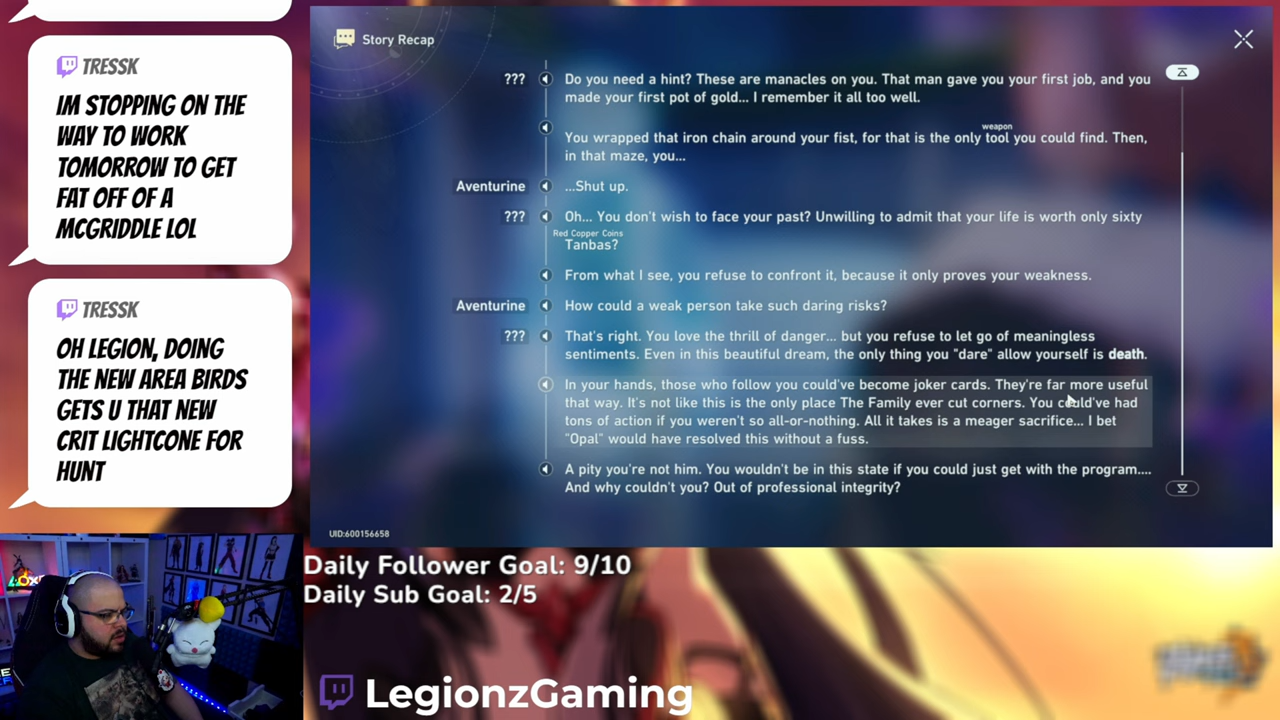 TRESSK
IM STOPPING ON THE
WAY TO WORK
TOMORROW TO GET
FAT OFF OF A
MCGRIDDLE LOL
TRESSK
OH LEGION, DOING
THE NEW AREA BIRDS
GETS U THAT NEW
CRIT LIGHTCONE FOR
HUNT
Story Recap
??? Do you need a hint? These are manacles on you. That man gave you your first job, and you
made your first pot of gold... I remember it all too well.
weapon
You wrapped that iron chain around your fist, for that is the only tool you could find. Then,
in that maze, you...
Aventurine ...Shut up.
??? Oh... You don't wish to face your past? Unwilling to admit that your life is worth only sixty
Red Copper Coins
Tanbas?
From what I see, you refuse to confront it, because it only proves your weakness.
Aventurine How could a weak person take such daring risks?
??? That's right. You love the thrill of danger... but you refuse to let go of meaningless
sentiments. Even in this beautiful dream, the only thing you "dare" allow yourself is death.
In your hands, those who follow you could've become joker cards. They're far more useful
that way. It's not like this is the only place The Family ever cut corners. You could've had
tons of action if you weren't so all-or-nothing. All it takes is a meager sacrifice... I bet
"Opal" would have resolved this without a fuss.
A pity you're not him. You wouldn't be in this state if you could just get with the program....
And why couldn't you? Out of professional integrity?
UID:600156658
Daily Follower Goal: 9/10
Daily Sub Goal: 2/5
LegionzGaming